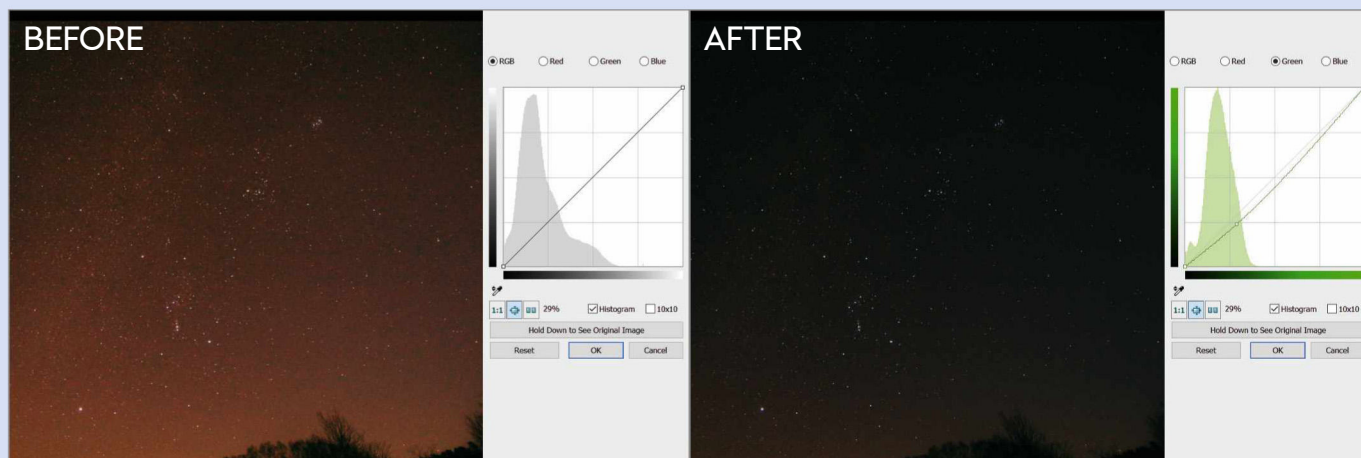 BEFORE
RGB Red Green Blue
1:1 29% Histogram 10x10
Hold Down to See Original Image
Reset OK Cancel
AFTER
RGB Red Green Blue
1:1 29% Histogram 10x10
Hold Down to See Original Image
Reset OK Cancel